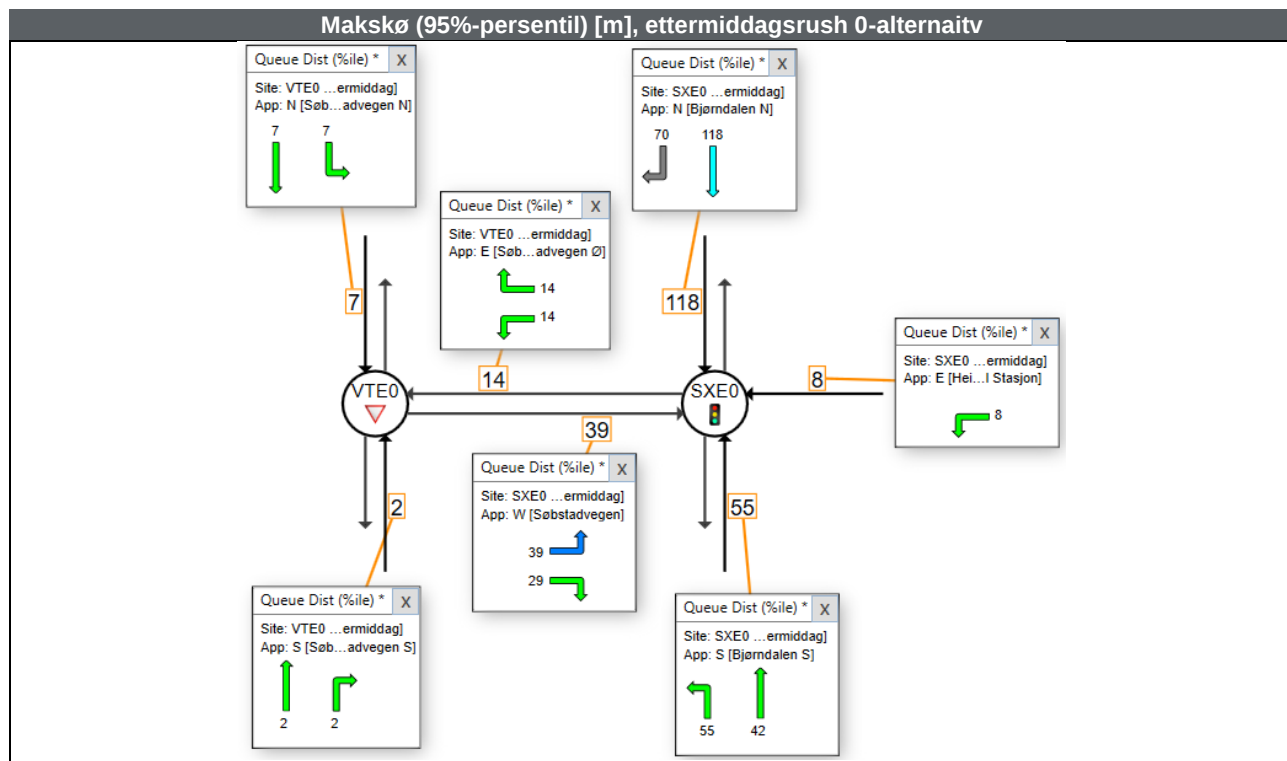 Makskø (95%-persentil) [m], ettermiddagsrush 0-alternaitv
Queue Dist (%ile) * X
Site: VTE0 ...ermiddag]
App: N [Søb...advegen N]
7 7
Queue Dist (%ile) * X
Site: SXE0 ...ermiddag]
App: N [Bjørndalen N]
70 118
Queue Dist (%ile) * X
Site: VTE0 ...ermiddag]
App: E [Søb...advegen Ø]
14
14
7
118
Queue Dist (%ile) * X
Site: SXE0 ...ermiddag]
App: E [Hei...l Stasjon]
8
14
8
VTE0
SXE0
39
Queue Dist (%ile) * X
Site: SXE0 ...ermiddag]
App: W [Søbstadvegen]
39
29
2
55
Queue Dist (%ile) * X
Site: VTE0 ...ermiddag]
App: S [Søb...advegen S]
2 2
Queue Dist (%ile) * X
Site: SXE0 ...ermiddag]
App: S [Bjørndalen S]
55 42